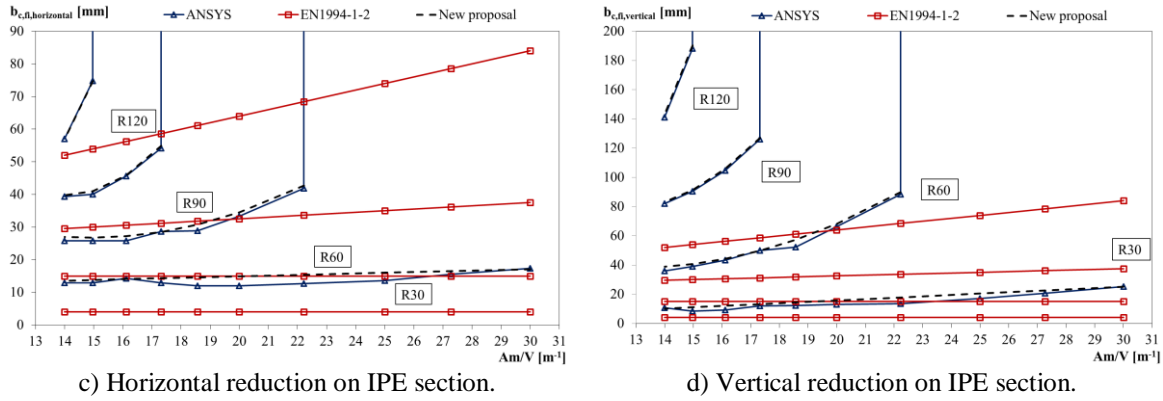 b_c,fi,horizontal [mm]
ANSYS EN1994-1-2 New proposal
90
80
70
60
50
40
30
20
10
0
R120
R90
R60
R30
13 14 15 16 17 18 19 20 21 22 23 24 25 26 27 28 29 30 31
Am/V [m⁻¹]
c) Horizontal reduction on IPE section.
b_c,fi,vertical [mm]
ANSYS EN1994-1-2 New proposal
200
180
160
140
120
100
80
60
40
20
0
R120
R90
R60
R30
13 14 15 16 17 18 19 20 21 22 23 24 25 26 27 28 29 30 31
Am/V [m⁻¹]
d) Vertical reduction on IPE section.